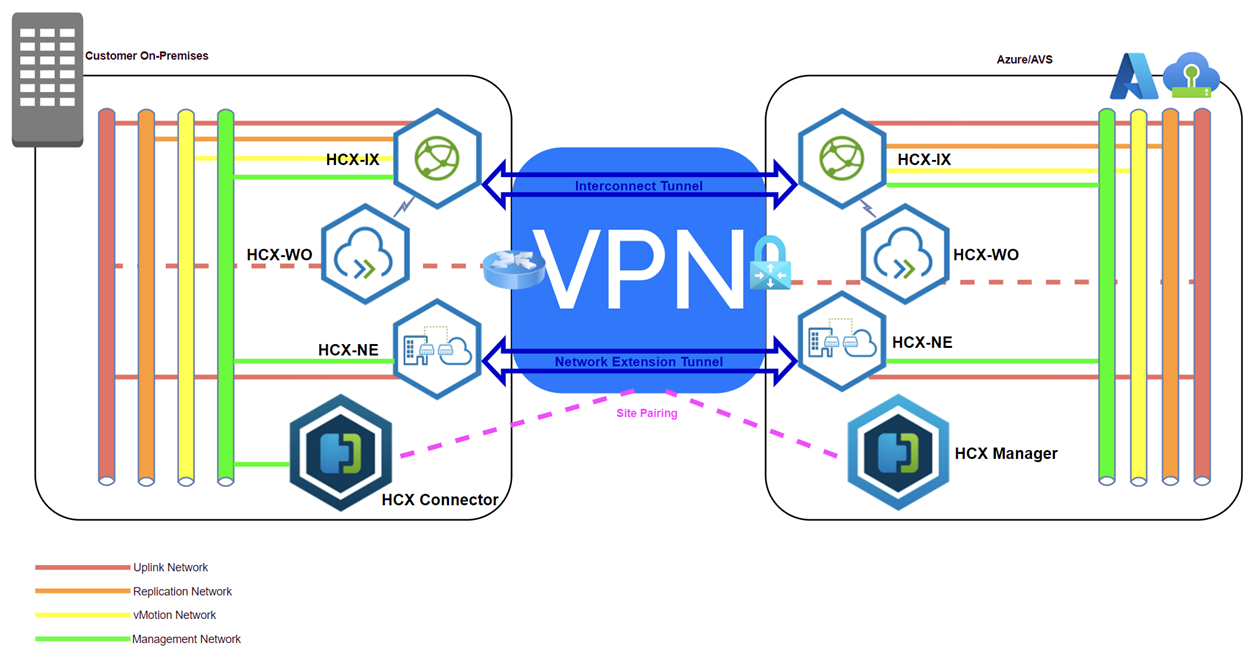 Customer On-Premises
Azure/AVS
HCX-IX
HCX-IX
Interconnect Tunnel
HCX-WO
VPN
HCX-WO
HCX-NE
HCX-NE
Network Extension Tunnel
Site Pairing
HCX Manager
HCX Connector
Uplink Network
Replication Network
vMotion Network
Management Network